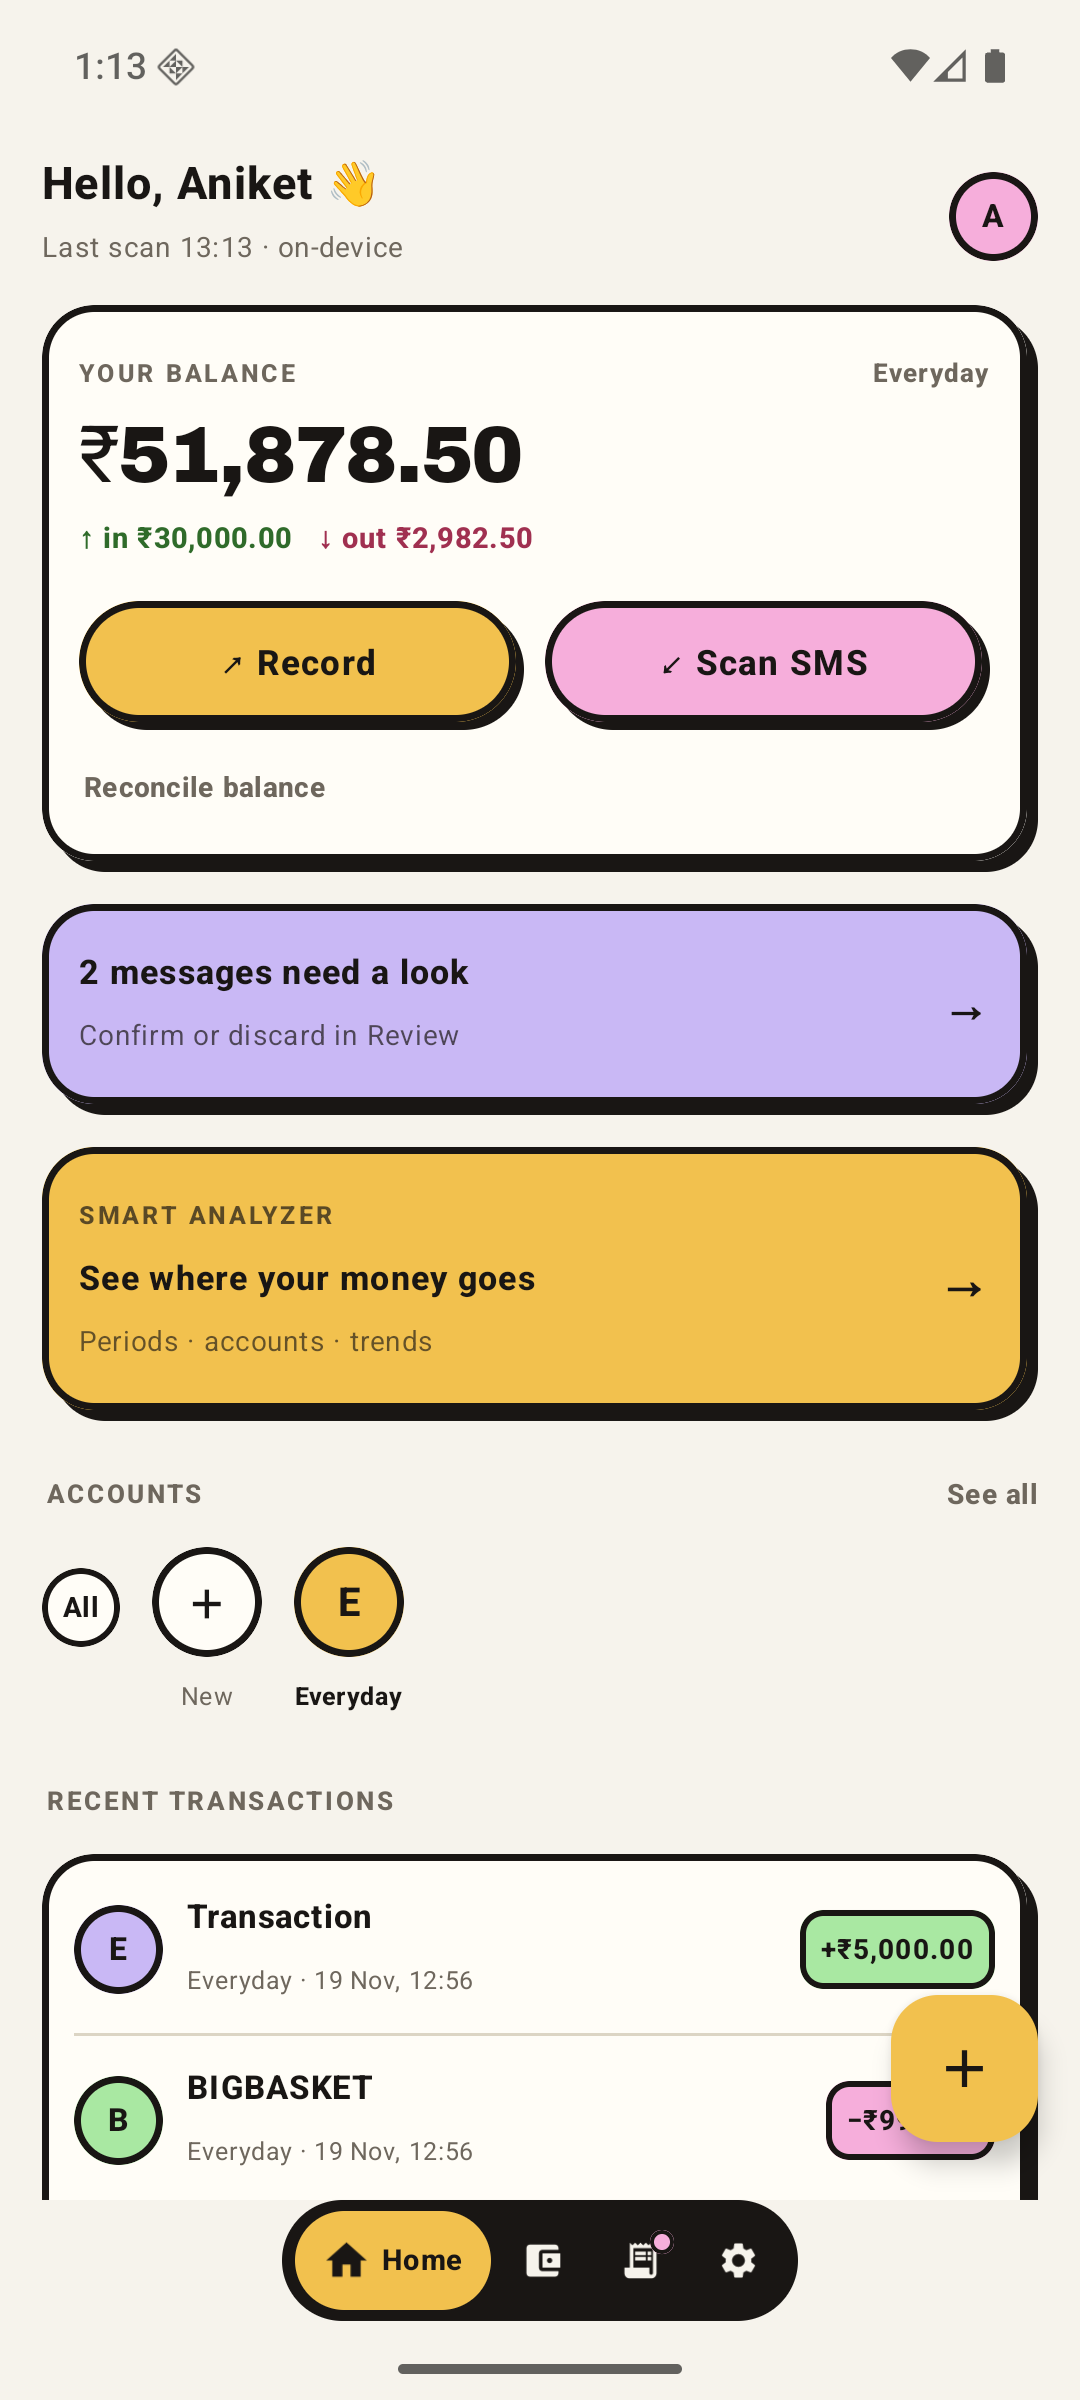 1:13
Hello, Aniket 👋
Last scan 13:13 · on-device
A
YOUR BALANCE
Everyday
₹51,878.50
↑ in ₹30,000.00 ↓ out ₹2,982.50
↗ Record
↙ Scan SMS
Reconcile balance
2 messages need a look
Confirm or discard in Review
→
SMART ANALYZER
See where your money goes
Periods · accounts · trends
→
ACCOUNTS
See all
All
+
E
New
Everyday
RECENT TRANSACTIONS
E
Transaction
Everyday · 19 Nov, 12:56
+₹5,000.00
B
BIGBASKET
Everyday · 19 Nov, 12:56
+
Home